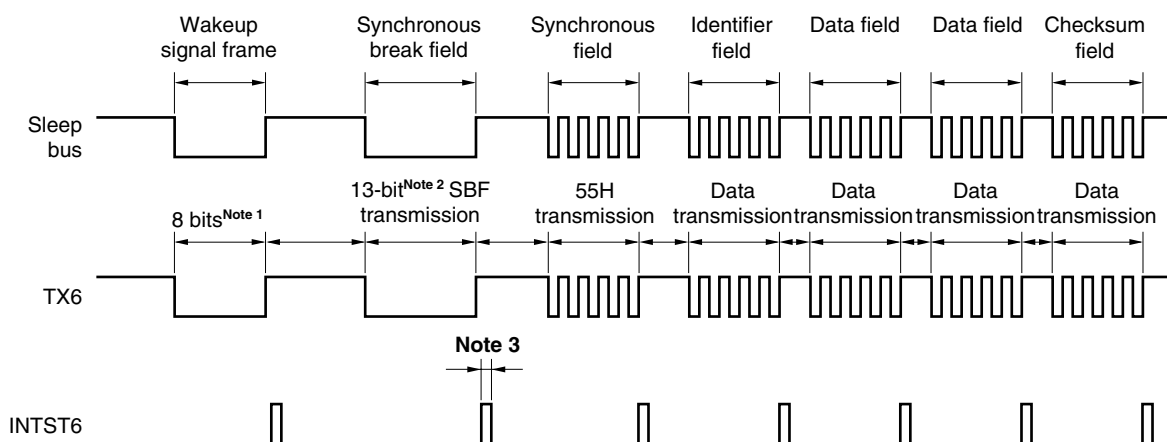 Wakeup signal frame
Synchronous break field
Synchronous field
Identifier field
Data field
Data field
Checksum field
Sleep bus
8 bitsNote 1
13-bitNote 2 SBF transmission
55H transmission
Data transmission
Data transmission
Data transmission
Data transmission
TX6
Note 3
INTST6